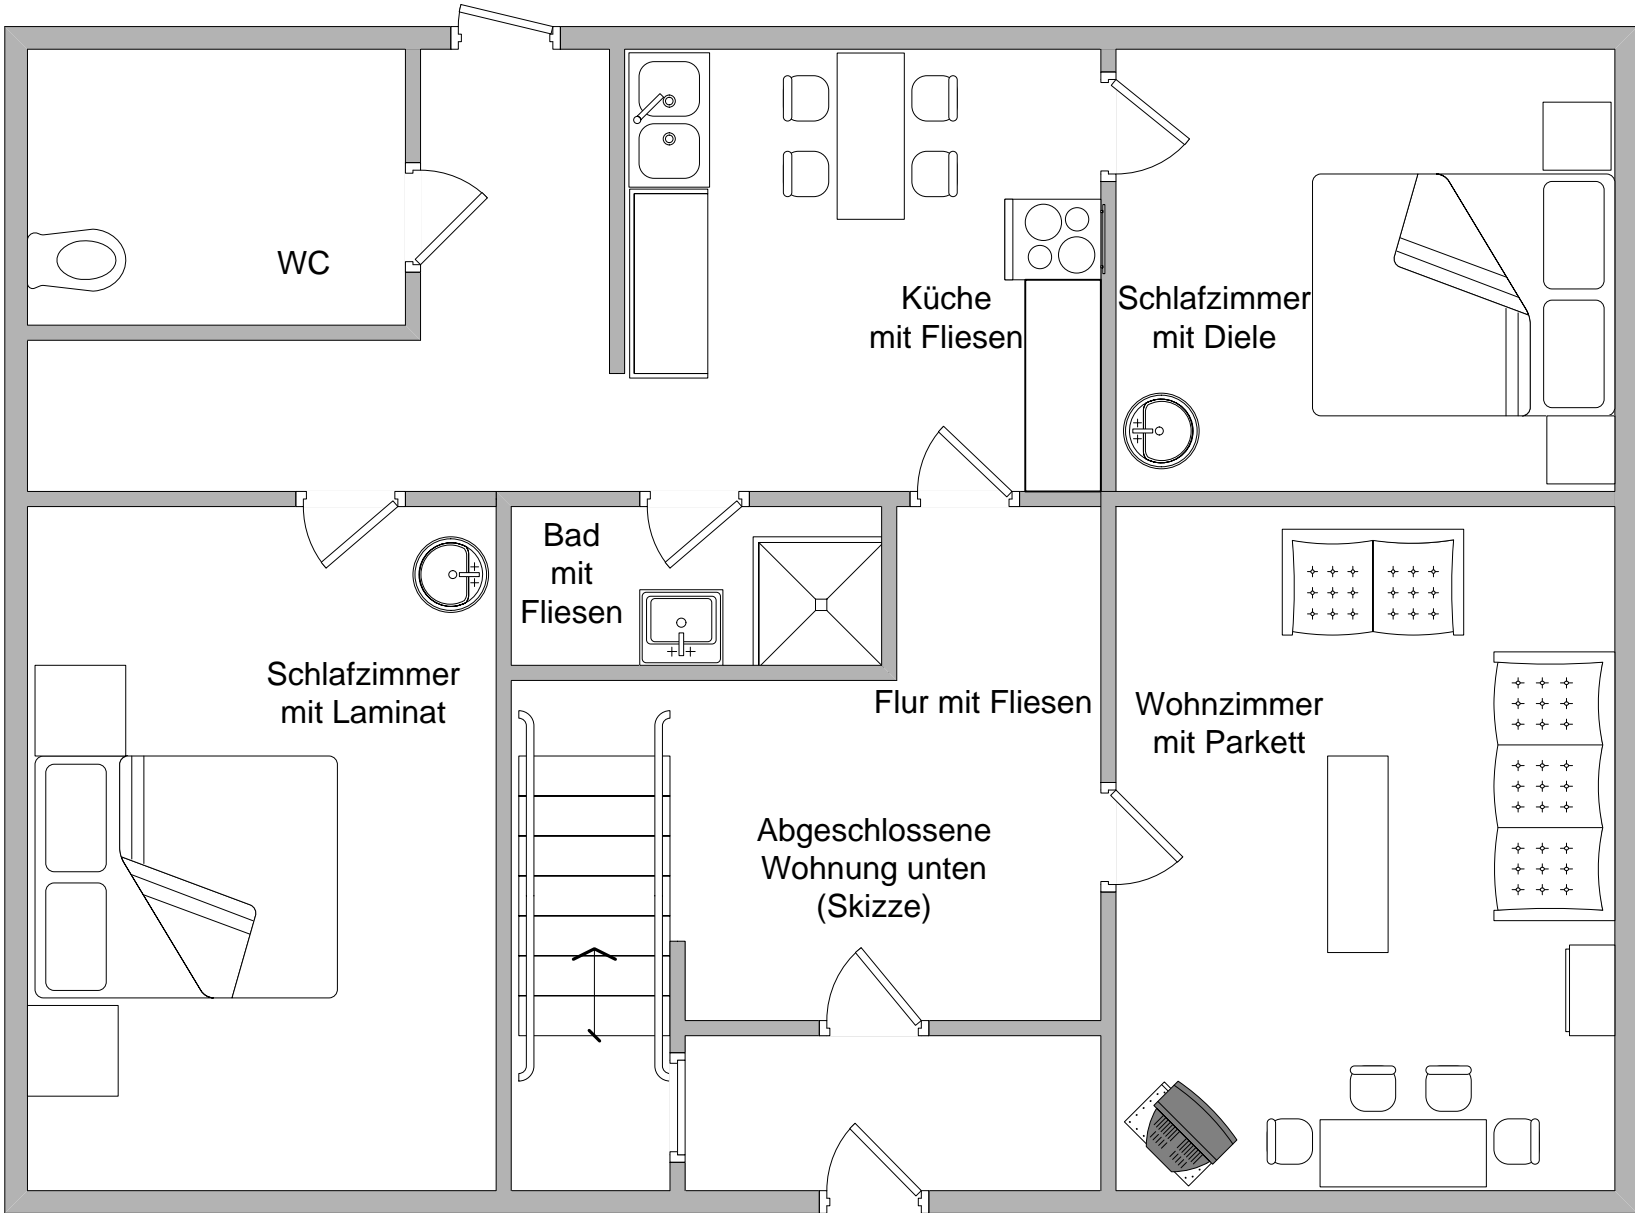 WC
Küche
mit Fliesen
Schlafzimmer
mit Diele
Bad
mit
Fliesen
Schlafzimmer
mit Laminat
Flur mit Fliesen
Wohnzimmer
mit Parkett
Abgeschlossene
Wohnung unten
(Skizze)